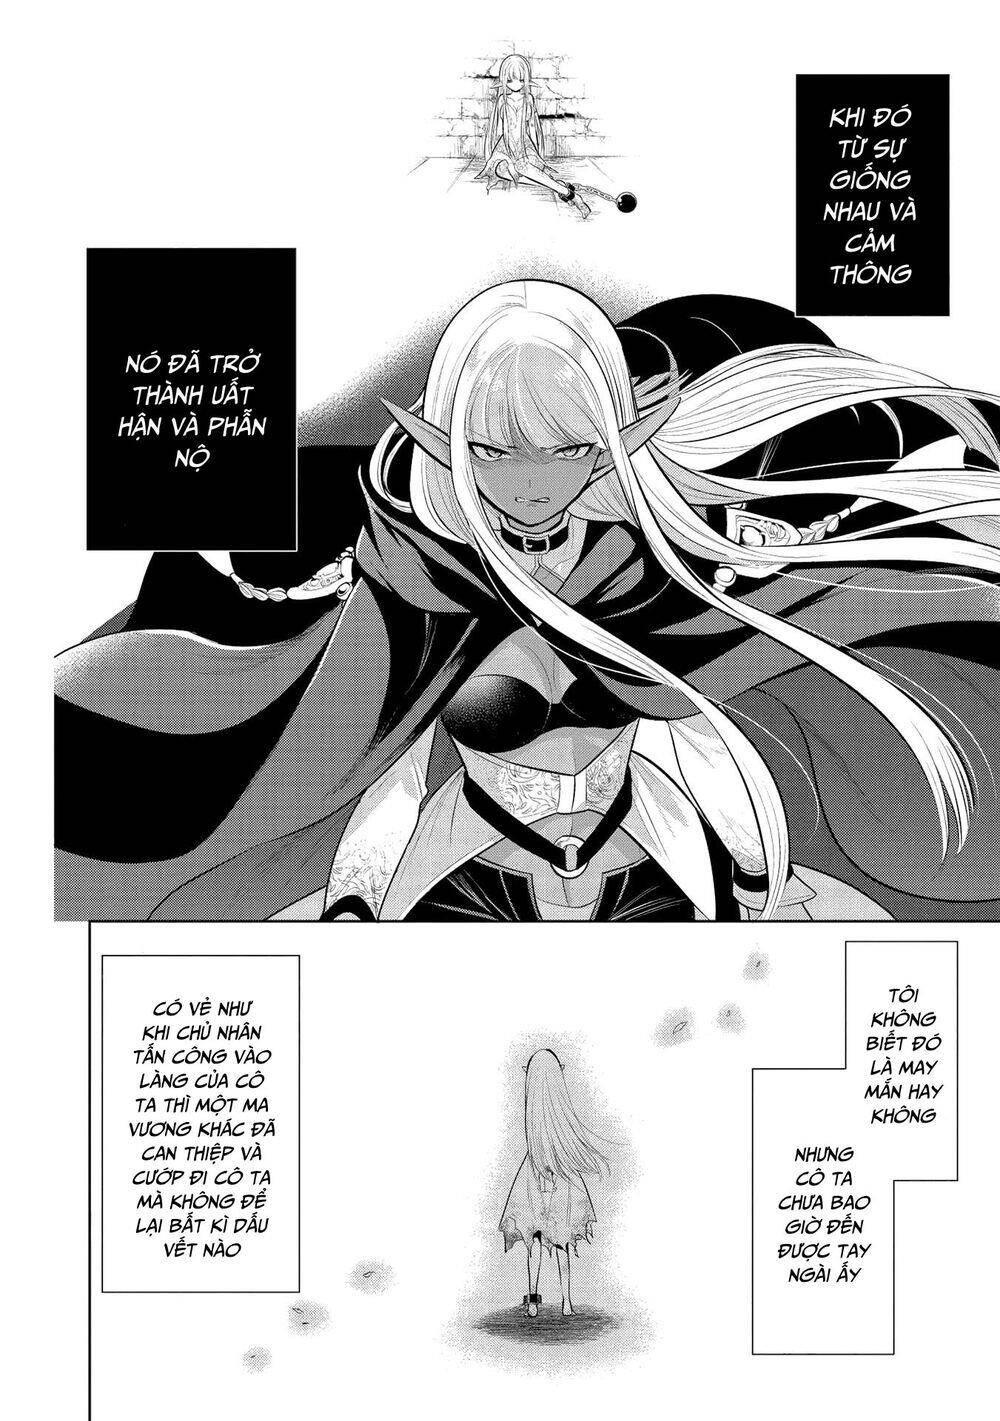 KHI ĐÓ
TỪ SỰ
GIỐNG
NHAU VÀ
CẢM
THÔNG
NÓ ĐÃ TRỞ
THÀNH UẤT
HẬN VÀ PHẪN
NỘ
TÔI
KHÔNG
BIẾT ĐÓ
LÀ MAY
MẮN HAY
KHÔNG
NHƯNG
CÔ TA
CHƯA BAO
GIỜ ĐẾN
ĐƯỢC TAY
NGÀI ẤY
CÓ VẺ NHƯ
KHI CHỦ NHÂN
TẤN CÔNG VÀO
LÀNG CỦA CÔ
TA THÌ MỘT MA
VƯƠNG KHÁC ĐÃ
CAN THIỆP VÀ
CƯỚP ĐI CÔ TA
MÀ KHÔNG ĐỂ
LẠI BẤT KÌ DẤU
VẾT NÀO